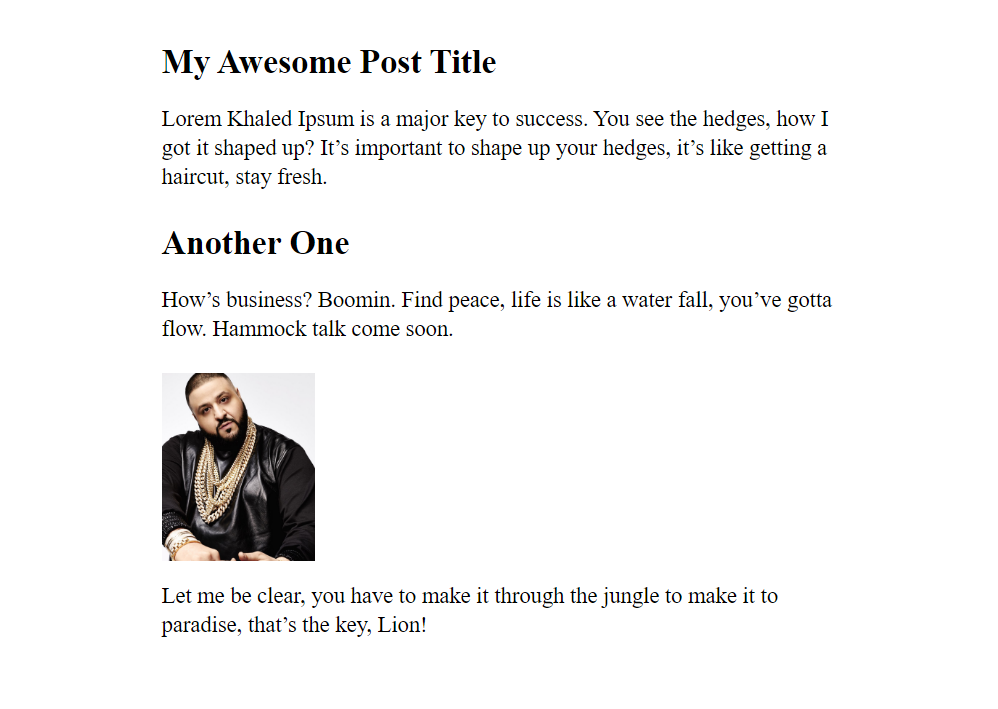 My Awesome Post Title
Lorem Khaled Ipsum is a major key to success. You see the hedges, how I
got it shaped up? It’s important to shape up your hedges, it’s like getting a
haircut, stay fresh.
Another One
How’s business? Boomin. Find peace, life is like a water fall, you’ve gotta
flow. Hammock talk come soon.
Let me be clear, you have to make it through the jungle to make it to
paradise, that’s the key, Lion!